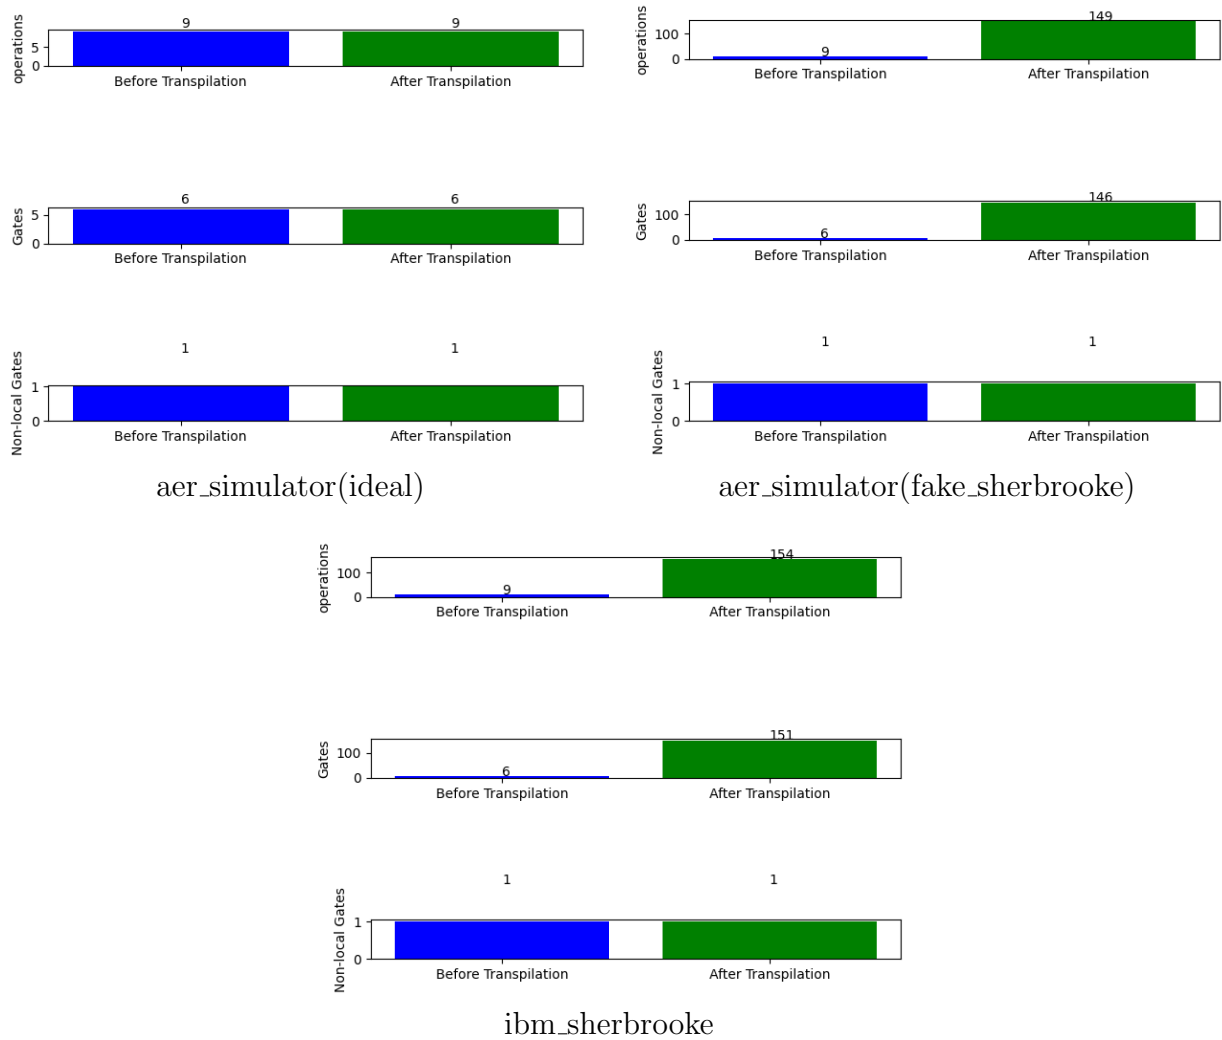 9 9
operations
5
0
Before Transpilation After Transpilation
6 6
Gates
5
0
Before Transpilation After Transpilation
1 1
Non-local Gates
1
0
Before Transpilation After Transpilation
aer_simulator(ideal)
149
operations
100
9
0
Before Transpilation After Transpilation
146
Gates
100
6
0
Before Transpilation After Transpilation
1 1
Non-local Gates
1
0
Before Transpilation After Transpilation
aer_simulator(fake_sherbrooke)
154
operations
100
9
0
Before Transpilation After Transpilation
151
Gates
100
6
0
Before Transpilation After Transpilation
1 1
Non-local Gates
1
0
Before Transpilation After Transpilation
ibm_sherbrooke